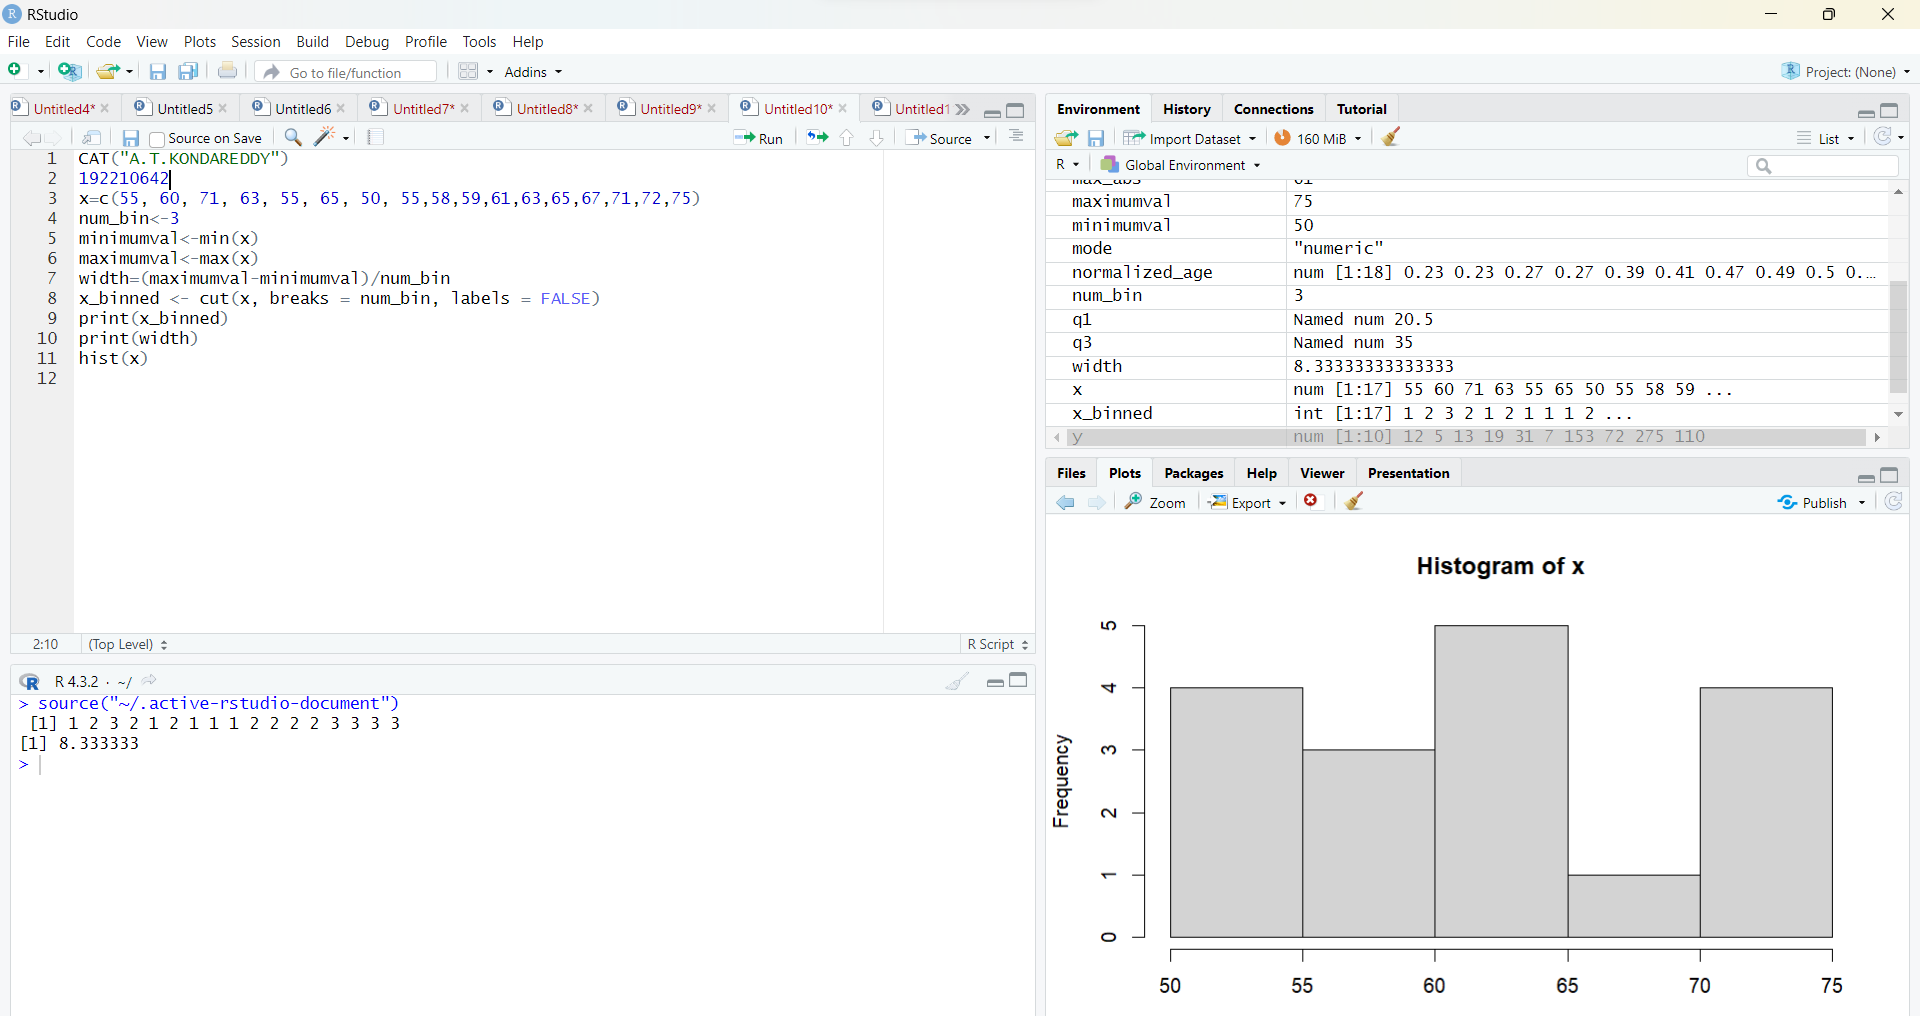 RStudio
File Edit Code View Plots Session Build Debug Profile Tools Help
Go to file/function Addins Project: (None)
Untitled4* Untitled5 Untitled6 Untitled7* Untitled8* Untitled9* Untitled10* Untitled1
Source on Save Run Source
1 CAT("A.T.KONDAREDDY")
2 192210642
3 x=c(55, 60, 71, 63, 55, 65, 50, 55,58,59,61,63,65,67,71,72,75)
4 num_bin<-3
5 minimumval<-min(x)
6 maximumval<-max(x)
7 width=(maximumval-minimumval)/num_bin
8 x_binned <- cut(x, breaks = num_bin, labels = FALSE)
9 print(x_binned)
10 print(width)
11 hist(x)
12
2:10 (Top Level) R Script
R 4.3.2 · ~/
> source("~/.active-rstudio-document")
[1] 1 2 3 2 1 2 1 1 1 2 2 2 2 3 3 3 3
[1] 8.333333
>
Environment History Connections Tutorial
Import Dataset 160 MiB List
R Global Environment
max_abs 61
maximumval 75
minimumval 50
mode "numeric"
normalized_age num [1:18] 0.23 0.23 0.27 0.27 0.39 0.41 0.47 0.49 0.5 0.…
num_bin 3
q1 Named num 20.5
q3 Named num 35
width 8.33333333333333
x num [1:17] 55 60 71 63 55 65 50 55 58 59 ...
x_binned int [1:17] 1 2 3 2 1 2 1 1 1 2 ...
y num [1:10] 12 5 13 19 31 7 153 72 275 110
Files Plots Packages Help Viewer Presentation
Zoom Export Publish
Histogram of x
Frequency
5
4
3
2
1
0
50 55 60 65 70 75